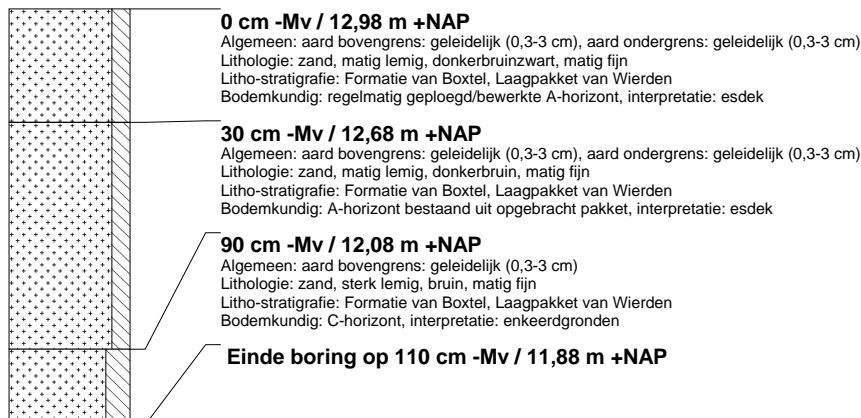 0 cm -Mv / 12,98 m +NAP
Algemeen: aard bovengrens: geleidelijk (0,3-3 cm), aard ondergrens: geleidelijk (0,3-3 cm)
Lithologie: zand, matig lemig, donkerbruinzwart, matig fijn
Litho-stratigrafie: Formatie van Boxtel, Laagpakket van Wierden
Bodemkundig: regelmatig geploegd/bewerkte A-horizont, interpretatie: esdek
30 cm -Mv / 12,68 m +NAP
Algemeen: aard bovengrens: geleidelijk (0,3-3 cm), aard ondergrens: geleidelijk (0,3-3 cm)
Lithologie: zand, matig lemig, donkerbruin, matig fijn
Litho-stratigrafie: Formatie van Boxtel, Laagpakket van Wierden
Bodemkundig: A-horizont bestaand uit opgebracht pakket, interpretatie: esdek
90 cm -Mv / 12,08 m +NAP
Algemeen: aard bovengrens: geleidelijk (0,3-3 cm)
Lithologie: zand, sterk lemig, bruin, matig fijn
Litho-stratigrafie: Formatie van Boxtel, Laagpakket van Wierden
Bodemkundig: C-horizont, interpretatie: enkeerdgronden
Einde boring op 110 cm -Mv / 11,88 m +NAP